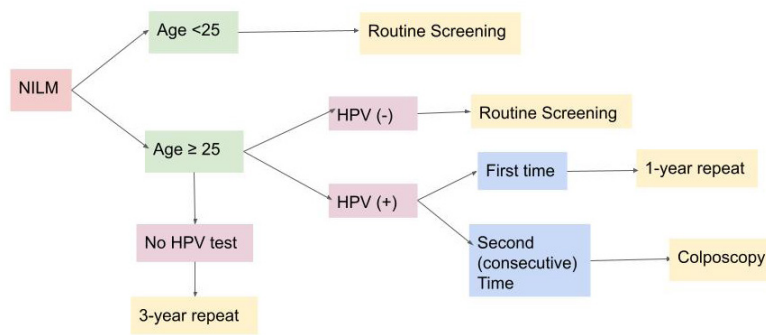 Age <25
Routine Screening
NILM
HPV (-)
Routine Screening
Age ≥ 25
First time
1-year repeat
HPV (+)
No HPV test
Second
(consecutive)
Time
Colposcopy
3-year repeat